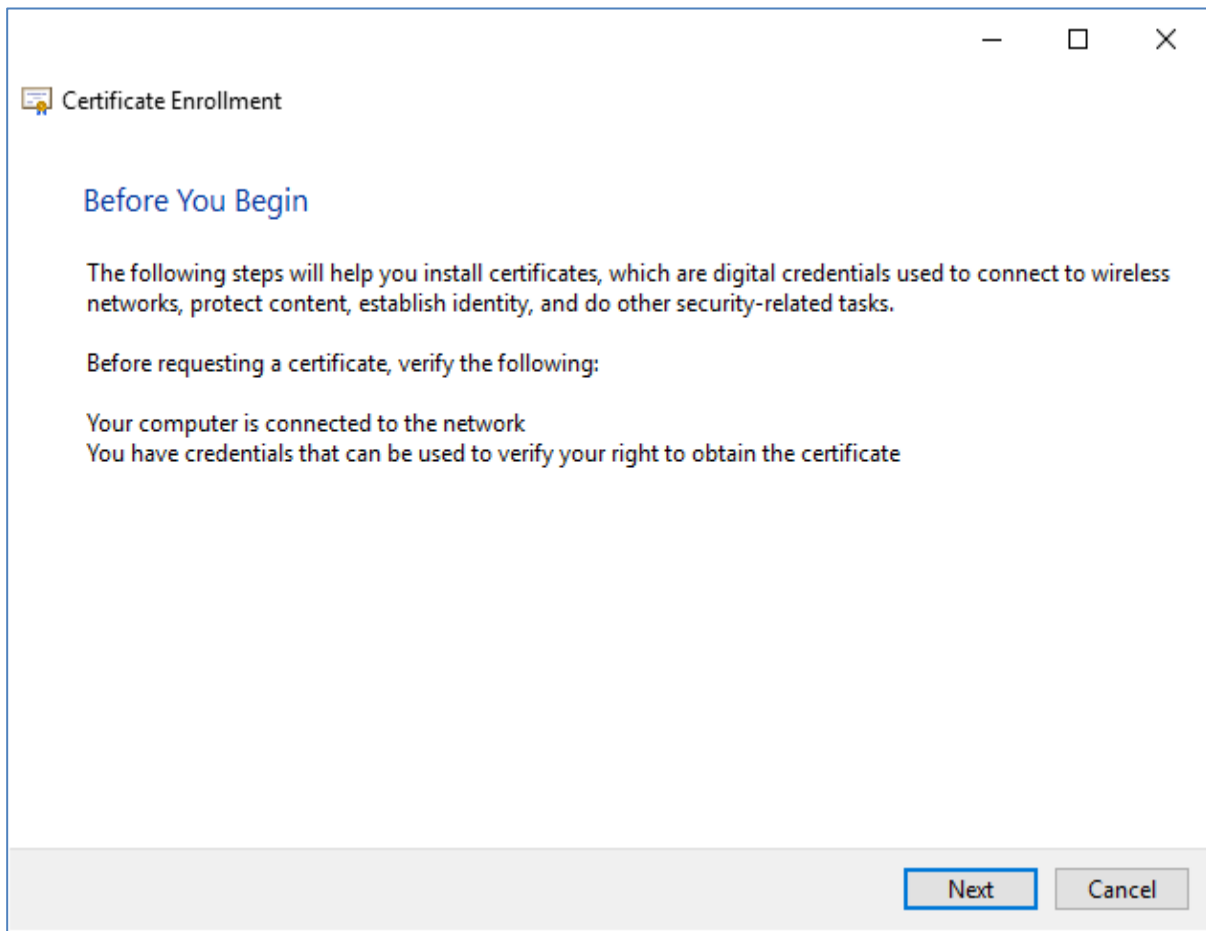 Certificate Enrollment
Before You Begin
The following steps will help you install certificates, which are digital credentials used to connect to wireless
networks, protect content, establish identity, and do other security-related tasks.
Before requesting a certificate, verify the following:
Your computer is connected to the network
You have credentials that can be used to verify your right to obtain the certificate
Next
Cancel